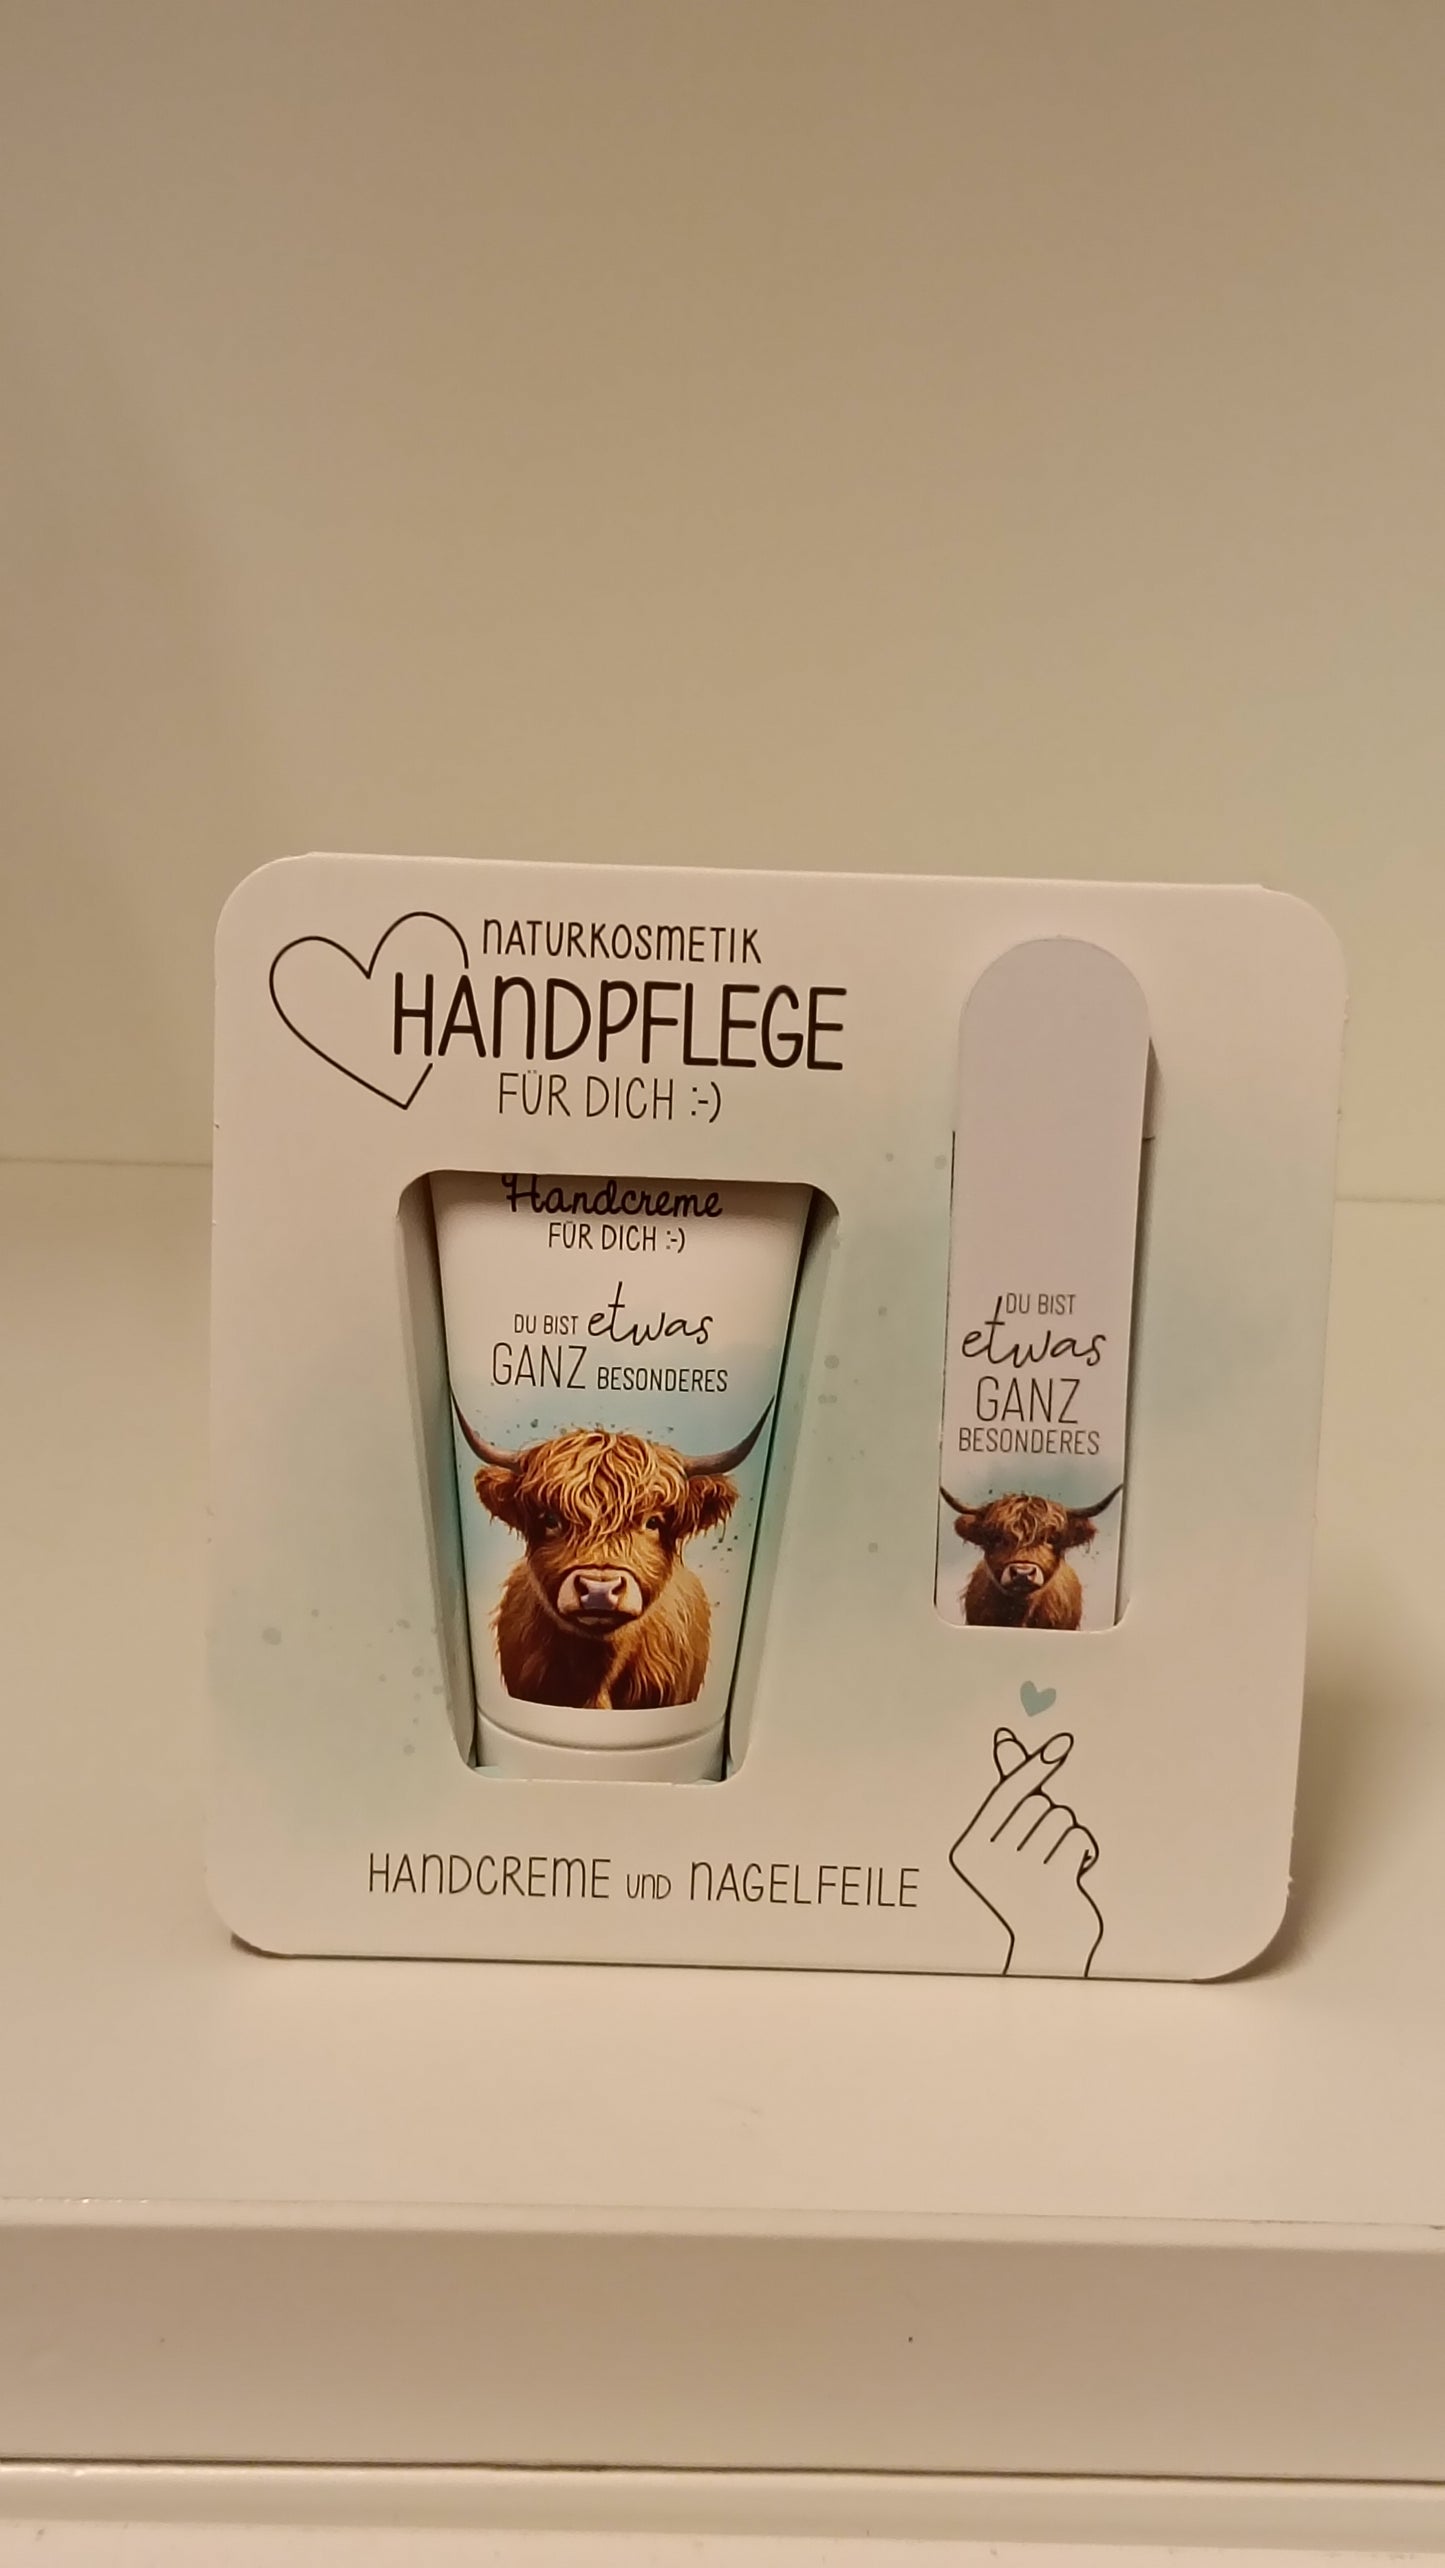 NATURKOSMETIK
HANDPFLEGE
FÜR DICH :-)
Handcreme
FÜR DICH :-)
DU BIST etwas
GANZ BESONDERES
DU BIST
etwas
GANZ
BESONDERES
HANDCREME UND NAGELFEILE